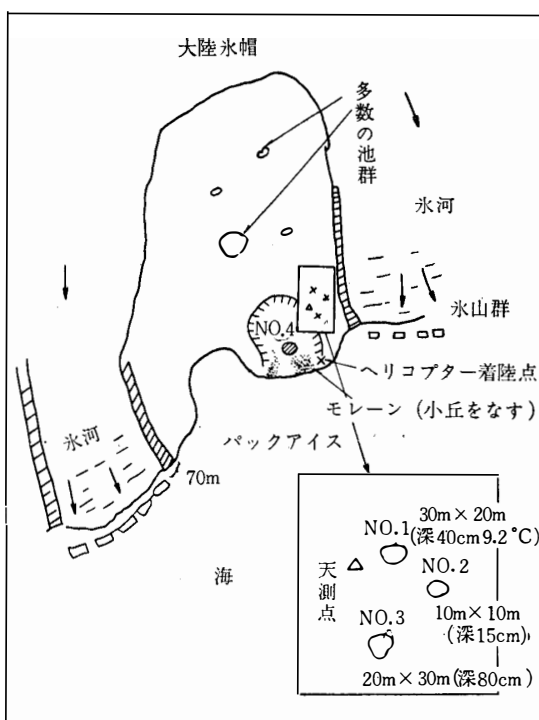 大陸氷帽
多数の池群
氷河
氷山群
NO.4
ヘリコプター着陸点
モレーン (小丘をなす)
パックアイス
氷河
70m
海
30m×20m
NO.1
(深40cm9.2℃)
天測点
NO.2
10m×10m
(深15cm)
NO.3
20m×30m(深80cm)